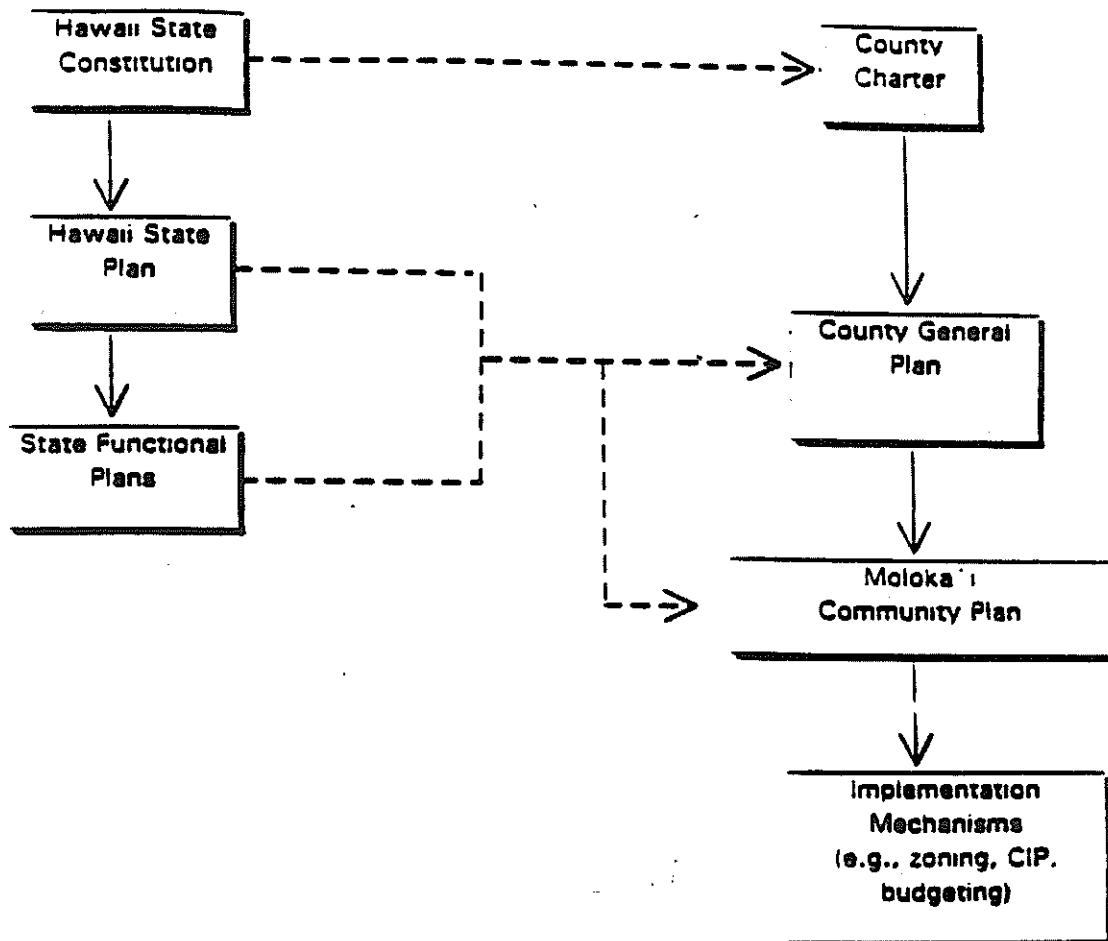 Hawaii State
Constitution
County
Charter
Hawaii State
Plan
County General
Plan
State Functional
Plans
Moloka`i
Community Plan
Implementation
Mechanisms
(e.g., zoning, CIP,
budgeting)